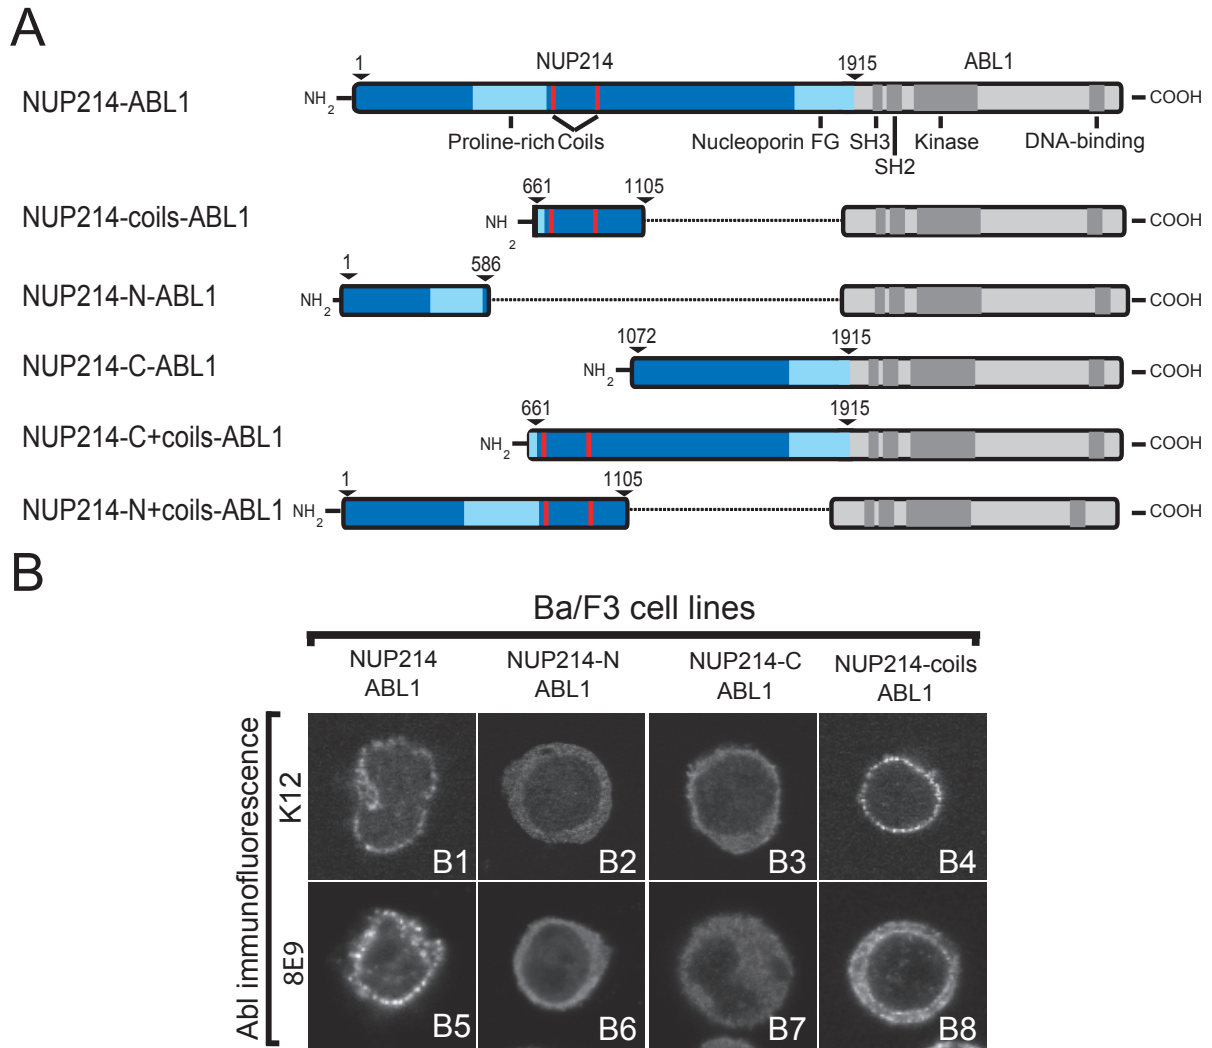 A
1 NUP214 1915 ABL1
NUP214-ABL1 NH2 COOH
Proline-rich Coils Nucleoporin FG SH3 Kinase DNA-binding
SH2
661 1105
NUP214-coils-ABL1 NH2 COOH
1 586
NUP214-N-ABL1 NH2 COOH
1072 1915
NUP214-C-ABL1 NH2 COOH
661 1915
NUP214-C+coils-ABL1 NH2 COOH
1 1105
NUP214-N+coils-ABL1 NH2 COOH
B
Ba/F3 cell lines
NUP214 NUP214-N NUP214-C NUP214-coils
ABL1 ABL1 ABL1 ABL1
Abl immunofluorescence
K12
B1 B2 B3 B4
8E9
B5 B6 B7 B8